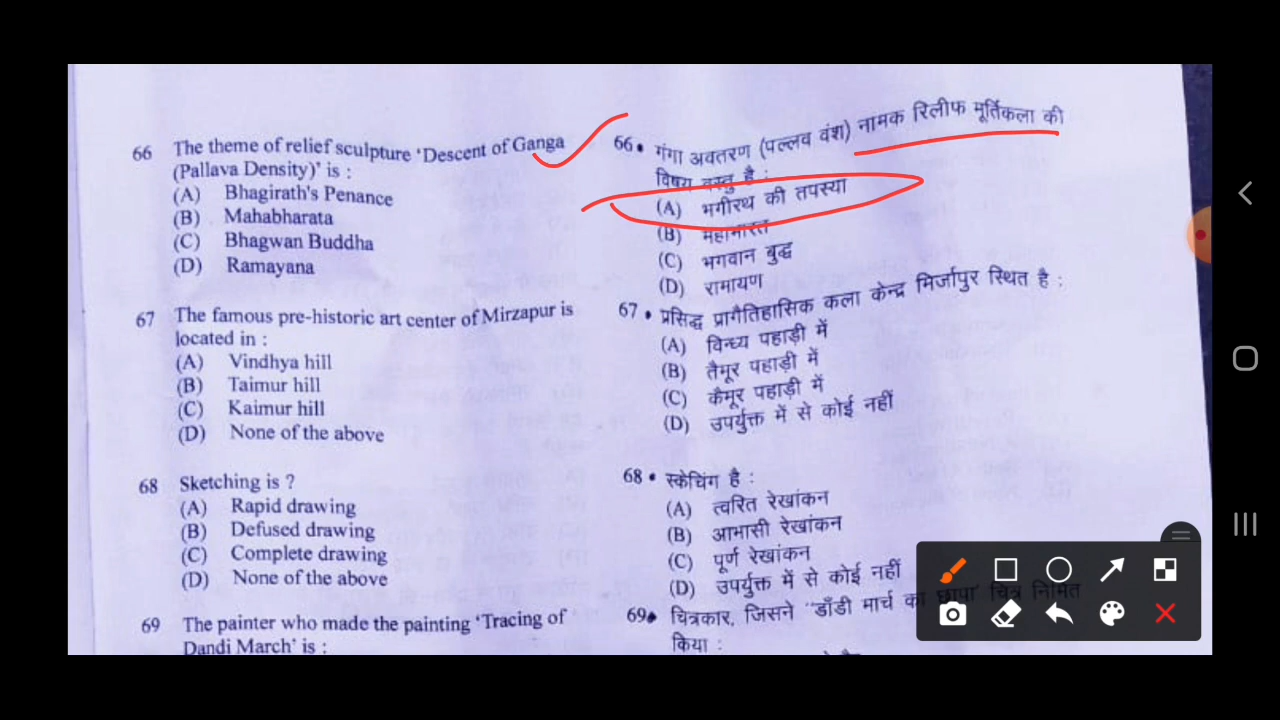 66 The theme of relief sculpture 'Descent of Ganga
(Pallava Density)' is :
(A) Bhagirath's Penance
(B) Mahabharata
(C) Bhagwan Buddha
(D) Ramayana
67 The famous pre-historic art center of Mirzapur is
located in :
(A) Vindhya hill
(B) Taimur hill
(C) Kaimur hill
(D) None of the above
68 Sketching is ?
(A) Rapid drawing
(B) Defused drawing
(C) Complete drawing
(D) None of the above
69 The painter who made the painting 'Tracing of
Dandi March' is :
66• गंगा अवतरण (पल्लव वंश) नामक रिलीफ मूर्तिकला की
विषय वस्तु है :
(A) भगीरथ की तपस्या
(B) महाभारत
(C) भगवान बुद्ध
(D) रामायण
67• प्रसिद्ध प्रागैतिहासिक कला केन्द्र मिर्जापुर स्थित है :
(A) विन्ध्य पहाड़ी में
(B) तैमूर पहाड़ी में
(C) कैमूर पहाड़ी में
(D) उपर्युक्त में से कोई नहीं
68• स्केचिंग है :
(A) त्वरित रेखांकन
(B) आभासी रेखांकन
(C) पूर्ण रेखांकन
(D) उपर्युक्त में से कोई नहीं
69• चित्रकार, जिसने "डाँडी मार्च का छापा' चित्र निर्मित
किया :